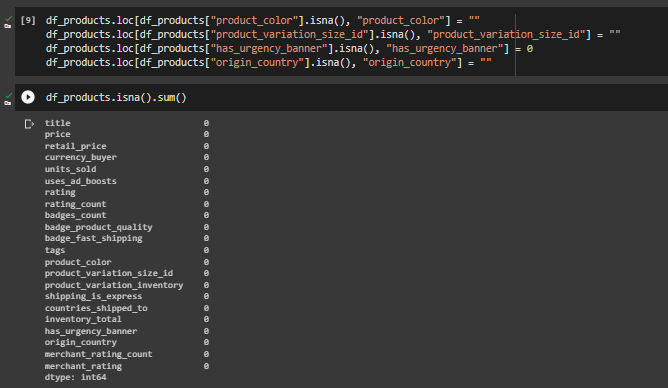 [9] df_products.loc[df_products["product_color"].isna(), "product_color"] = ""
df_products.loc[df_products["product_variation_size_id"].isna(), "product_variation_size_id"] = ""
df_products.loc[df_products["has_urgency_banner"].isna(), "has_urgency_banner"] = 0
df_products.loc[df_products["origin_country"].isna(), "origin_country"] = ""
df_products.isna().sum()
title 0
price 0
retail_price 0
currency_buyer 0
units_sold 0
uses_ad_boosts 0
rating 0
rating_count 0
badges_count 0
badge_product_quality 0
badge_fast_shipping 0
tags 0
product_color 0
product_variation_size_id 0
product_variation_inventory 0
shipping_is_express 0
countries_shipped_to 0
inventory_total 0
has_urgency_banner 0
origin_country 0
merchant_rating_count 0
merchant_rating 0
dtype: int64